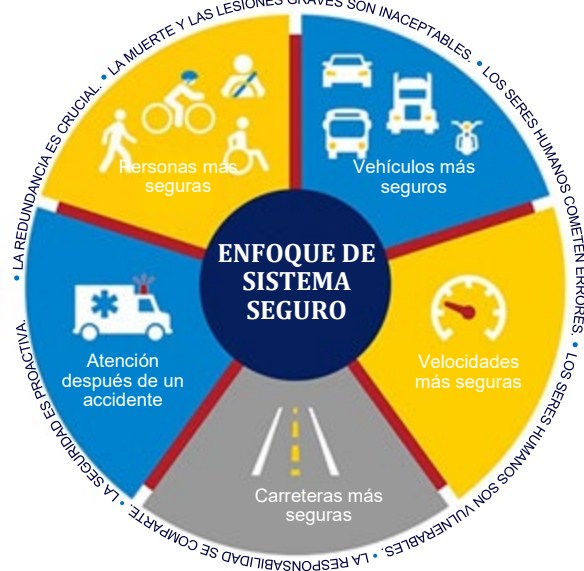 LA MUERTE Y LAS LESIONES GRAVES SON INACEPTABLES. • LOS SERES HUMANOS COMETEN ERRORES. • LOS SERES HUMANOS SON VULNERABLES. • LA RESPONSABILIDAD SE COMPARTE. • LA SEGURIDAD ES PROACTIVA. • LA REDUNDANCIA ES CRUCIAL. •
Personas más
seguras
Vehículos más
seguros
ENFOQUE DE
SISTEMA
SEGURO
Atención
después de un
accidente
Velocidades
más seguras
Carreteras más
seguras